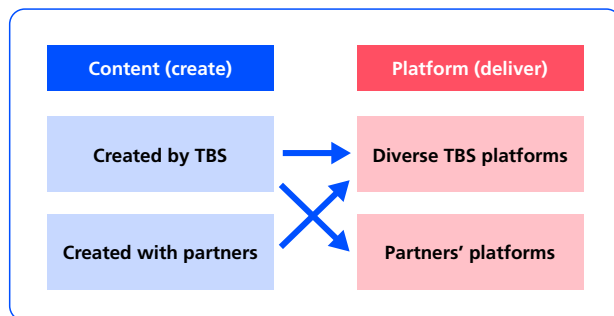 Content (create)
Platform (deliver)
Created by TBS
Diverse TBS platforms
Created with partners
Partners’ platforms